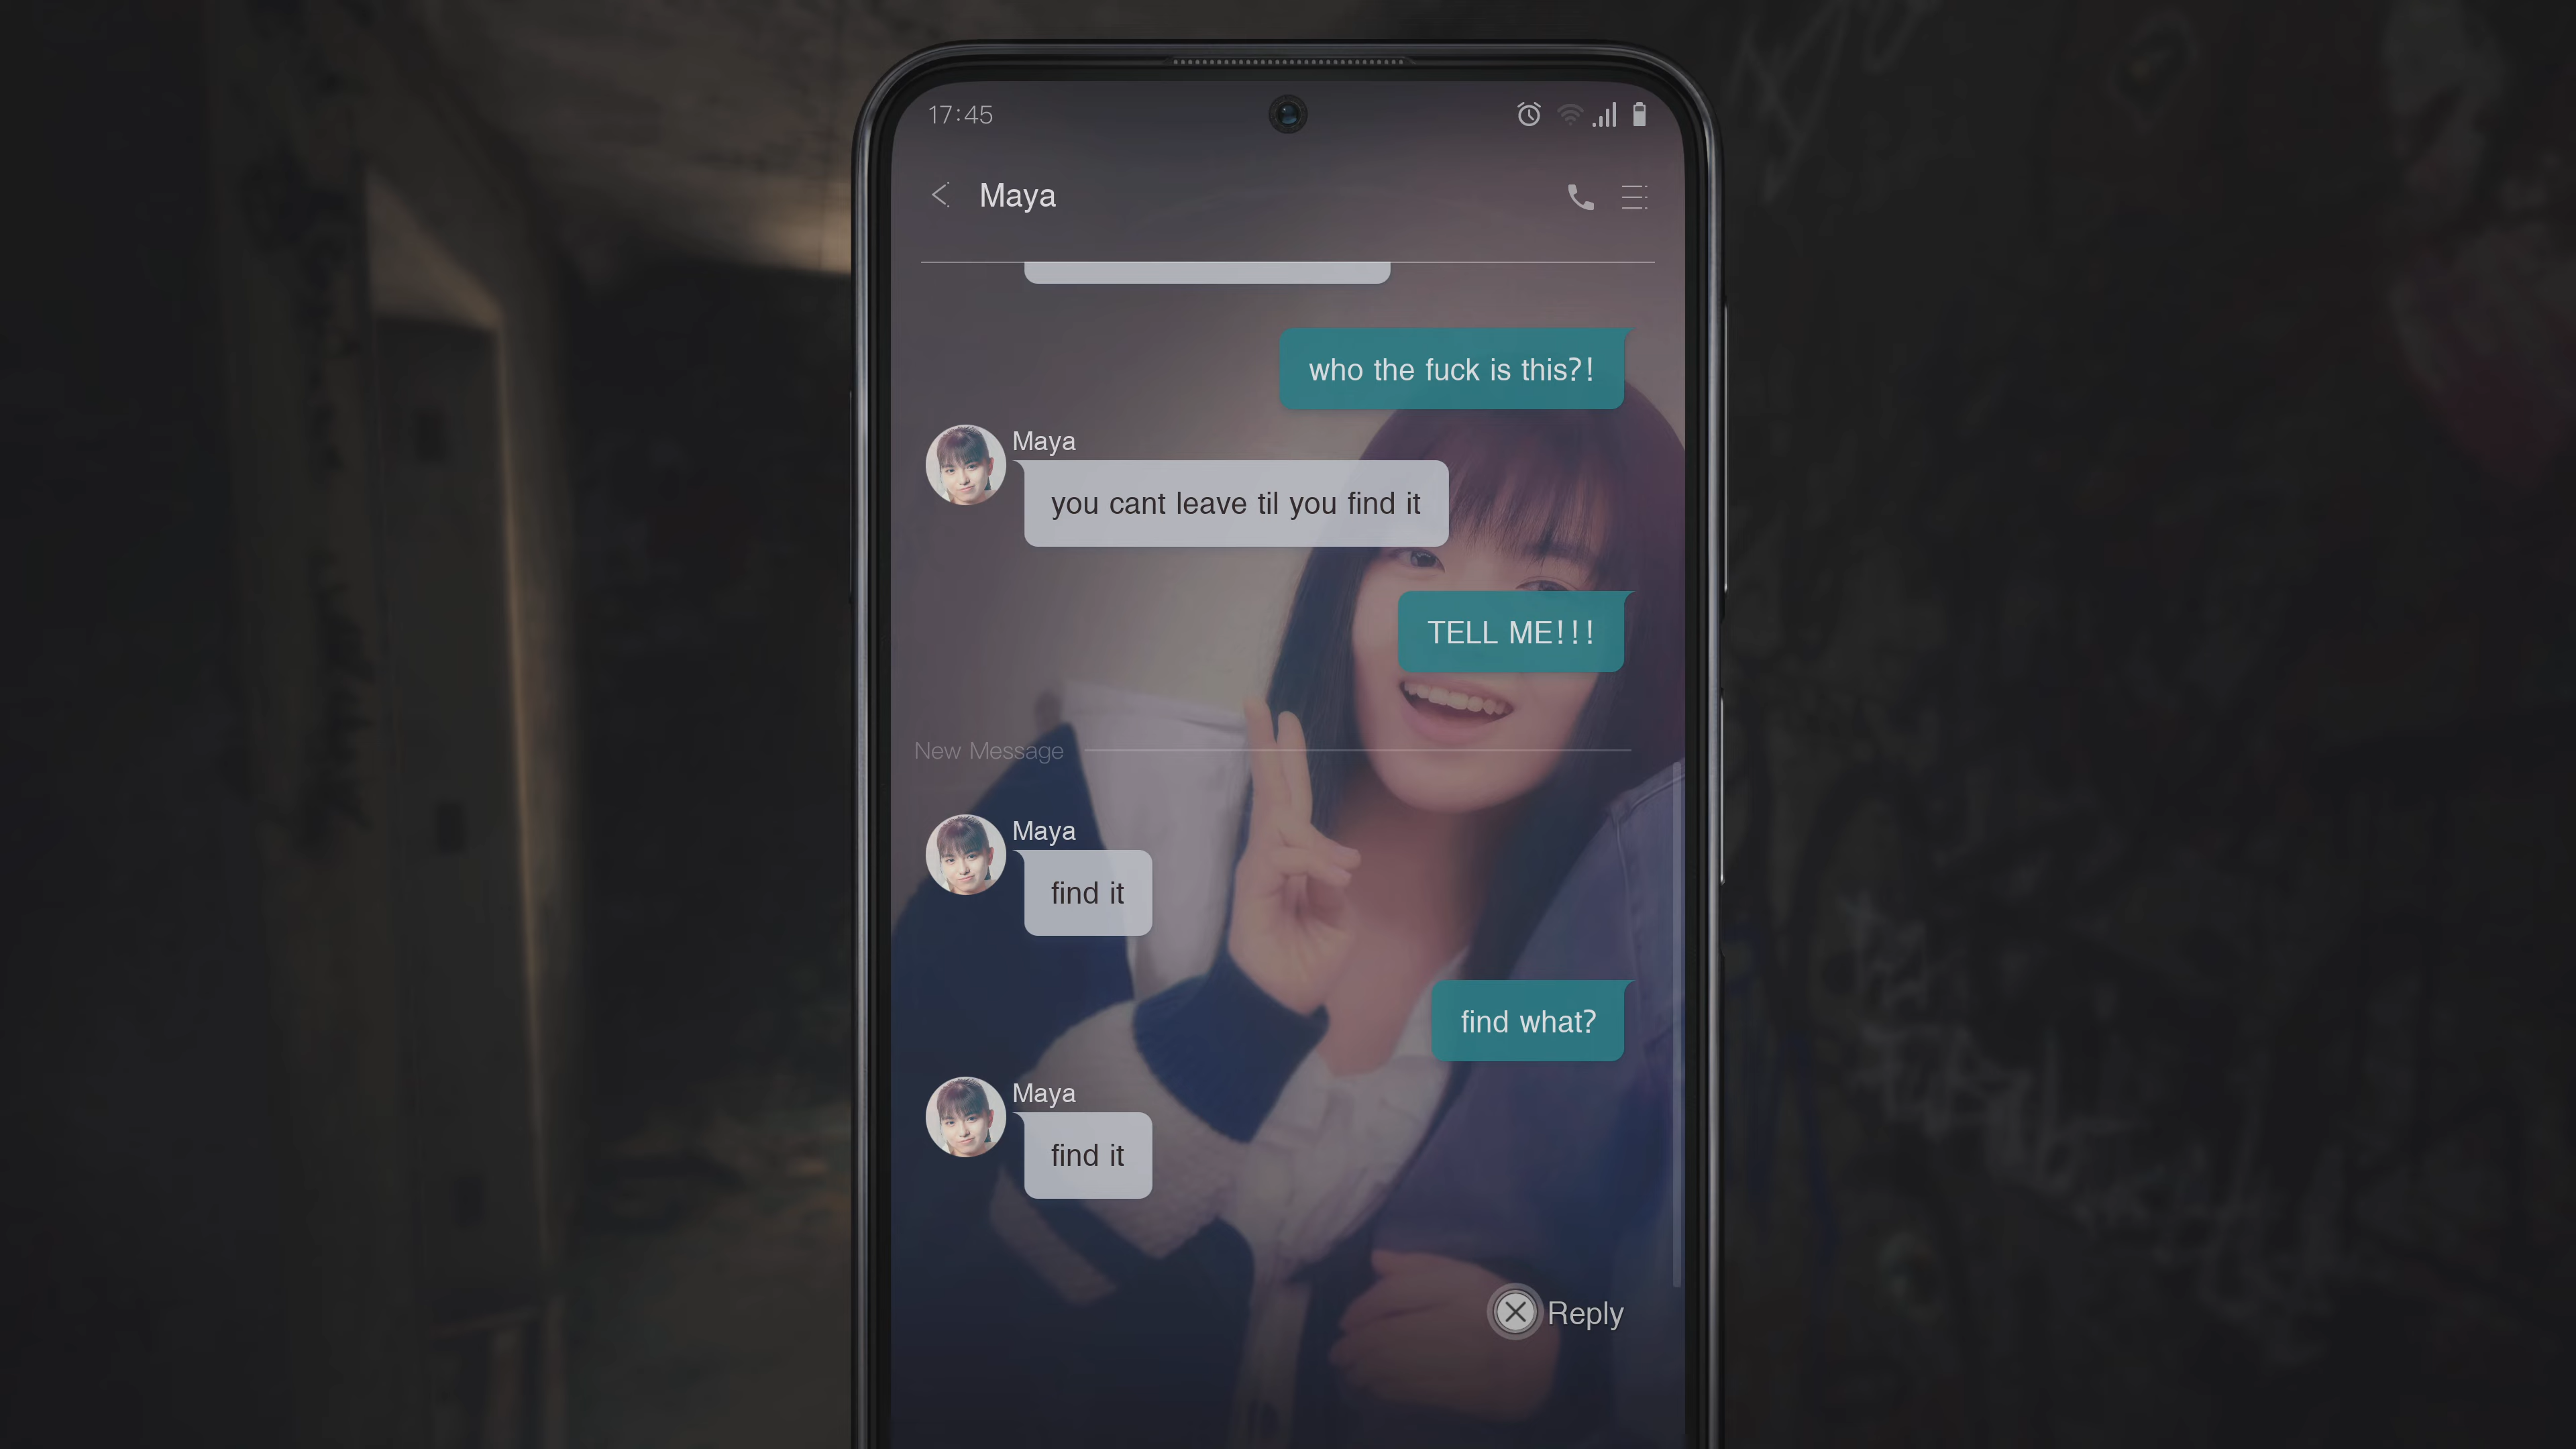 17:45
Maya
who the fuck is this?!
Maya
you cant leave til you find it
TELL ME!!!
New Message
Maya
find it
find what?
Maya
find it
Reply